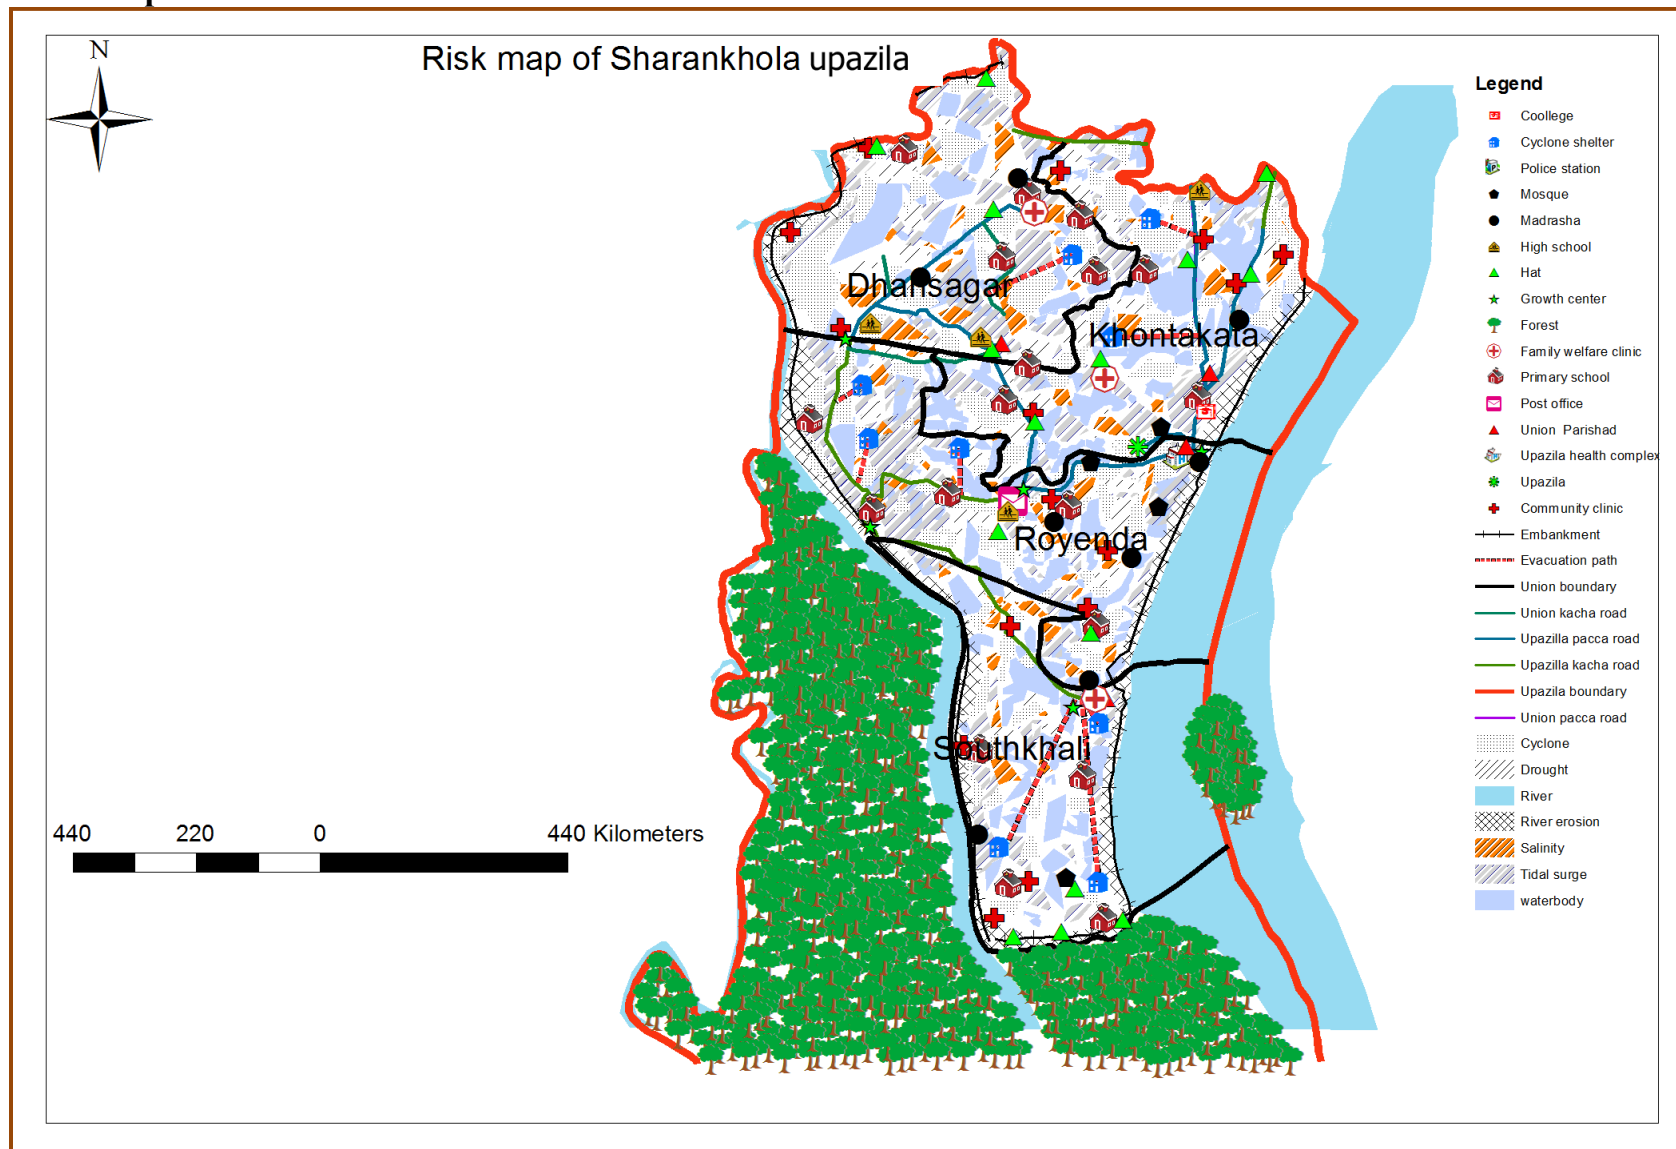 N
Risk map of Sharankhola upazila
Dhansagar
Khontakata
Royenda
Southkhali
440 220 0 440 Kilometers
Legend
Coollege
Cyclone shelter
Police station
Mosque
Madrasha
High school
Hat
Growth center
Forest
Family welfare clinic
Primary school
Post office
Union Parishad
Upazila health complex
Upazila
Community clinic
Embankment
Evacuation path
Union boundary
Union kacha road
Upazilla pacca road
Upazilla kacha road
Upazila boundary
Union pacca road
Cyclone
Drought
River
River erosion
Salinity
Tidal surge
waterbody